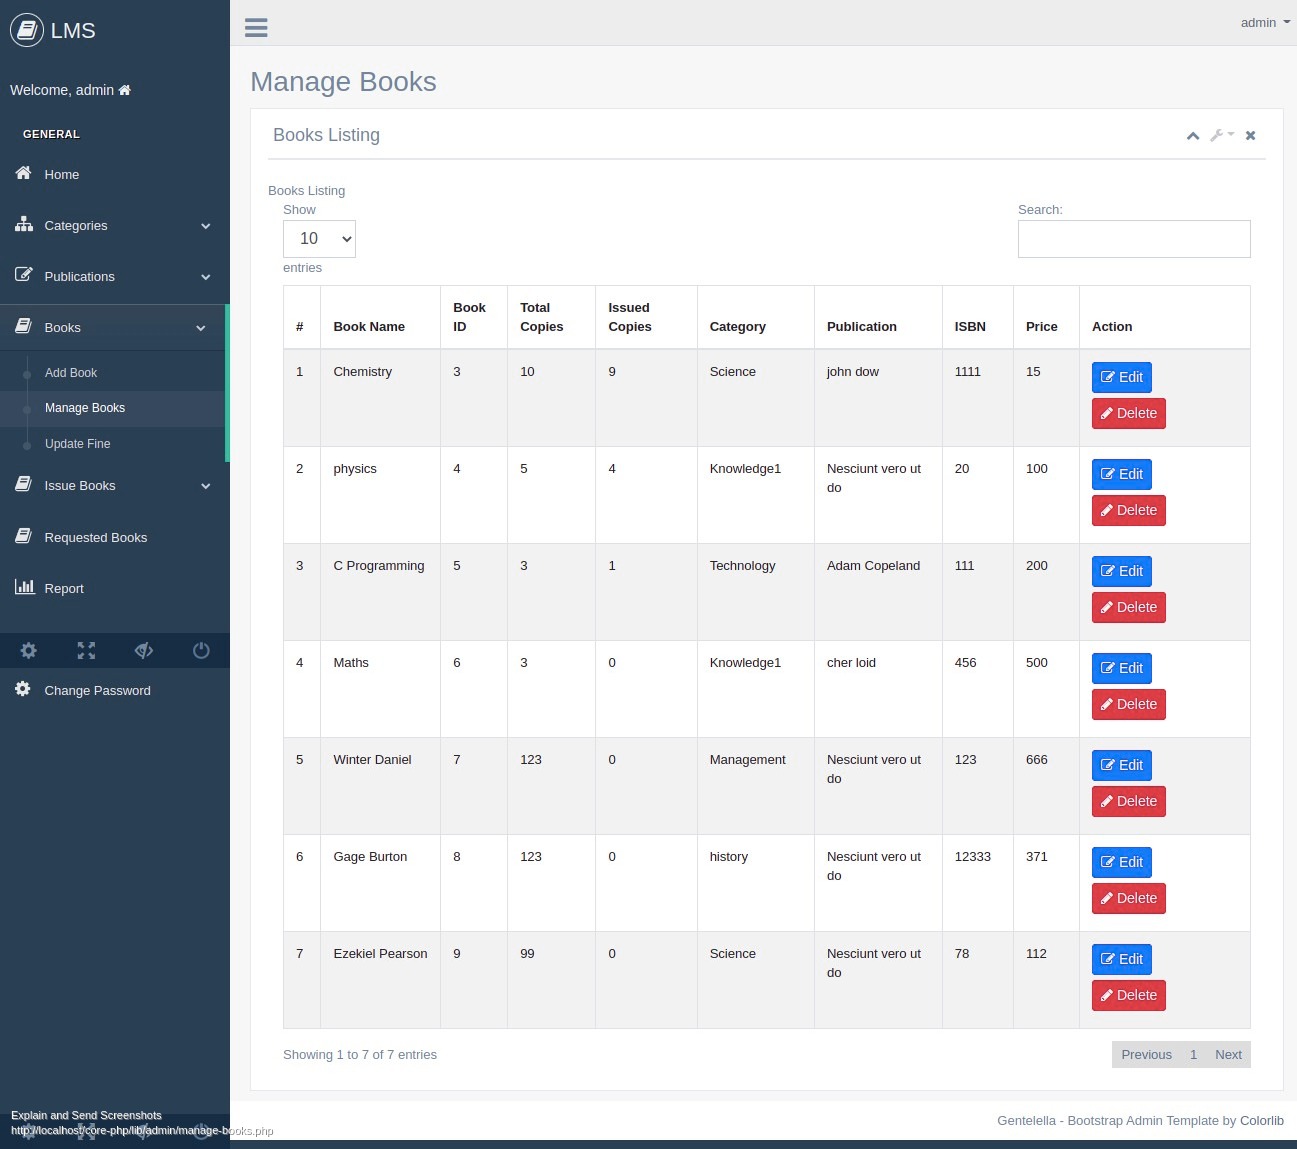 LMS
admin
Welcome, admin
GENERAL
Home
Categories
Publications
Books
Add Book
Manage Books
Update Fine
Issue Books
Requested Books
Report
Change Password
Manage Books
Books Listing
Books Listing
Show
10
entries
Search:
# Book Name Book ID Total Copies Issued Copies Category Publication ISBN Price Action
1 Chemistry 3 10 9 Science john dow 1111 15 Edit
Delete
2 physics 4 5 4 Knowledge1 Nesciunt vero ut do 20 100 Edit
Delete
3 C Programming 5 3 1 Technology Adam Copeland 111 200 Edit
Delete
4 Maths 6 3 0 Knowledge1 cher loid 456 500 Edit
Delete
5 Winter Daniel 7 123 0 Management Nesciunt vero ut do 123 666 Edit
Delete
6 Gage Burton 8 123 0 history Nesciunt vero ut do 12333 371 Edit
Delete
7 Ezekiel Pearson 9 99 0 Science Nesciunt vero ut do 78 112 Edit
Delete
Showing 1 to 7 of 7 entries
Previous 1 Next
Gentelella - Bootstrap Admin Template by Colorlib
Explain and Send Screenshots
http://localhost/core-php/lib/admin/manage-books.php